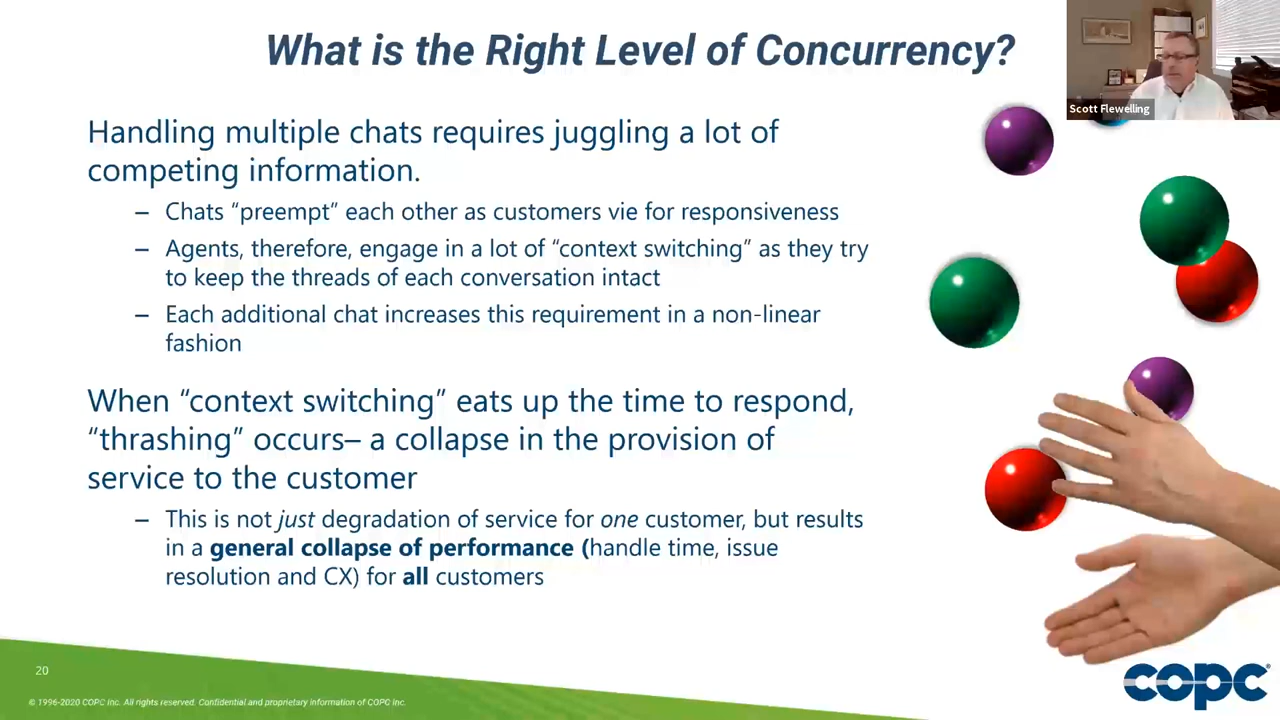 What is the Right Level of Concurrency?
Scott Flewelling
Handling multiple chats requires juggling a lot of
competing information.
– Chats “preempt” each other as customers vie for responsiveness
– Agents, therefore, engage in a lot of “context switching” as they try
to keep the threads of each conversation intact
– Each additional chat increases this requirement in a non-linear
fashion
When “context switching” eats up the time to respond,
“thrashing” occurs– a collapse in the provision of
service to the customer
– This is not just degradation of service for one customer, but results
in a general collapse of performance (handle time, issue
resolution and CX) for all customers
20
© 1996-2020 COPC Inc. All rights reserved. Confidential and proprietary information of COPC Inc.
copc®